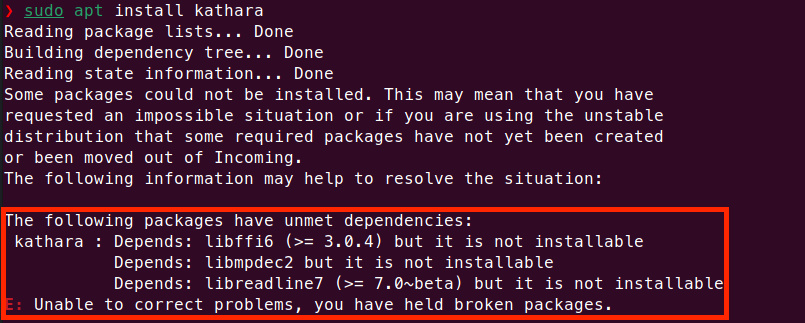 ❯ sudo apt install kathara
Reading package lists... Done
Building dependency tree... Done
Reading state information... Done
Some packages could not be installed. This may mean that you have
requested an impossible situation or if you are using the unstable
distribution that some required packages have not yet been created
or been moved out of Incoming.
The following information may help to resolve the situation:

The following packages have unmet dependencies:
 kathara : Depends: libffi6 (>= 3.0.4) but it is not installable
           Depends: libmpdec2 but it is not installable
           Depends: libreadline7 (>= 7.0~beta) but it is not installable
E: Unable to correct problems, you have held broken packages.